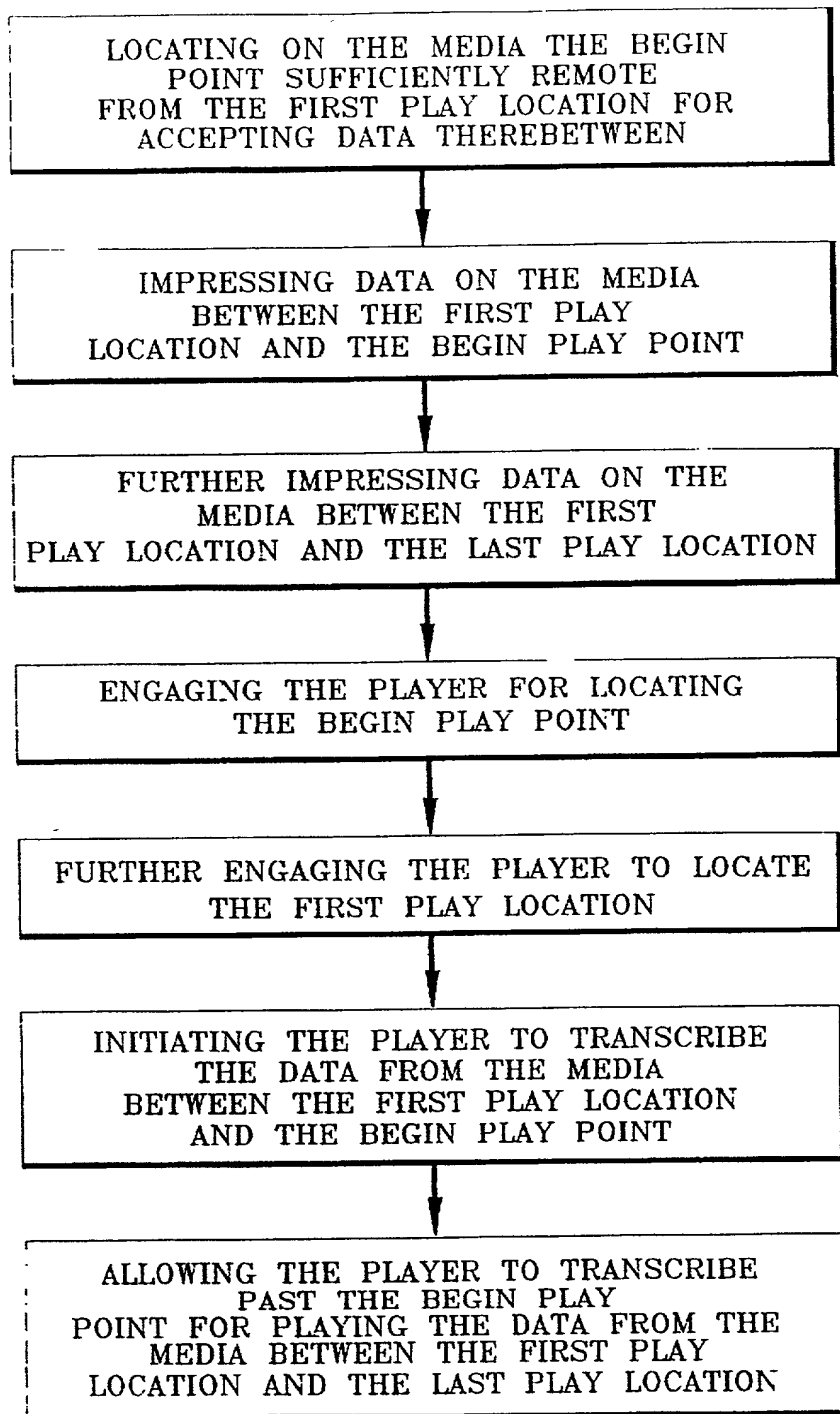 LOCATING ON THE MEDIA THE BEGIN
POINT SUFFICIENTLY REMOTE
FROM THE FIRST PLAY LOCATION FOR
ACCEPTING DATA THEREBETWEEN
IMPRESSING DATA ON THE MEDIA
BETWEEN THE FIRST PLAY
LOCATION AND THE BEGIN PLAY POINT
FURTHER IMPRESSING DATA ON THE
MEDIA BETWEEN THE FIRST
PLAY LOCATION AND THE LAST PLAY LOCATION
ENGAGING THE PLAYER FOR LOCATING
THE BEGIN PLAY POINT
FURTHER ENGAGING THE PLAYER TO LOCATE
THE FIRST PLAY LOCATION
INITIATING THE PLAYER TO TRANSCRIBE
THE DATA FROM THE MEDIA
BETWEEN THE FIRST PLAY LOCATION
AND THE BEGIN PLAY POINT
ALLOWING THE PLAYER TO TRANSCRIBE
PAST THE BEGIN PLAY
POINT FOR PLAYING THE DATA FROM THE
MEDIA BETWEEN THE FIRST PLAY
LOCATION AND THE LAST PLAY LOCATION